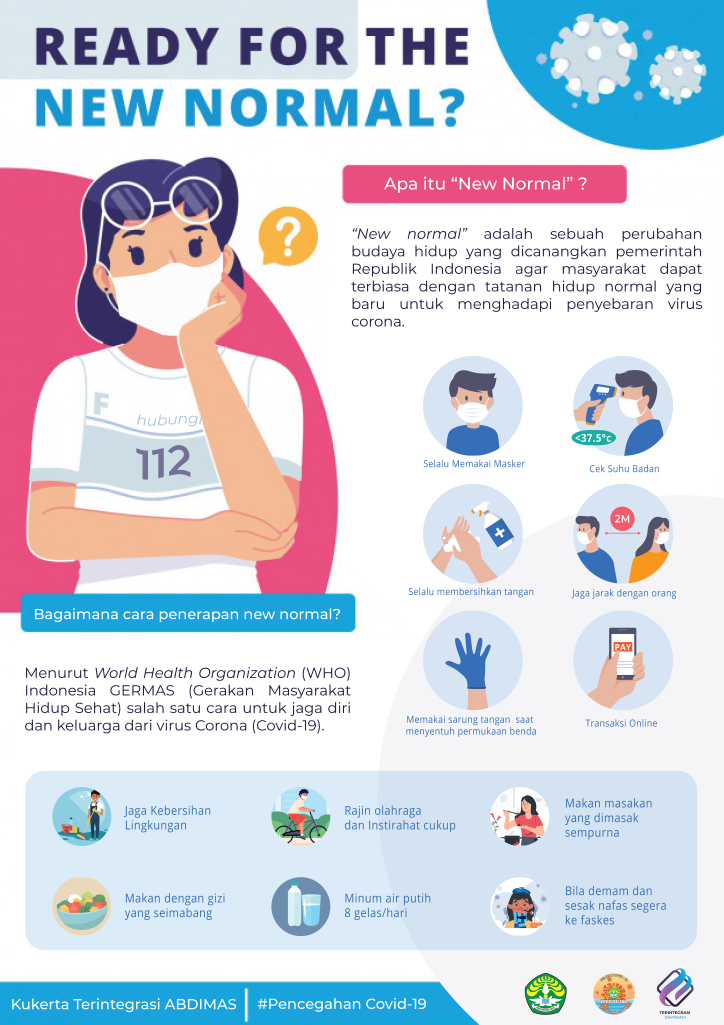 READY FOR THE
NEW NORMAL?
Apa itu “New Normal” ?
“New normal” adalah sebuah perubahan
budaya hidup yang dicanangkan pemerintah
Republik Indonesia agar masyarakat dapat
terbiasa dengan tatanan hidup normal yang
baru untuk menghadapi penyebaran virus
corona.
F
hubungi
112
Selalu Memakai Masker
<37.5°c
Cek Suhu Badan
Selalu membersihkan tangan
2M
Jaga jarak dengan orang
Memakai sarung tangan saat
menyentuh permukaan benda
PAY
Transaksi Online
Bagaimana cara penerapan new normal?
Menurut World Health Organization (WHO)
Indonesia GERMAS (Gerakan Masyarakat
Hidup Sehat) salah satu cara untuk jaga diri
dan keluarga dari virus Corona (Covid-19).
Jaga Kebersihan
Lingkungan
Rajin olahraga
dan Instirahat cukup
Makan masakan
yang dimasak
sempurna
Makan dengan gizi
yang seimabang
Minum air putih
8 gelas/hari
Bila demam dan
sesak nafas segera
ke faskes
Kukerta Terintegrasi ABDIMAS
#Pencegahan Covid-19
TERINTEGRASI